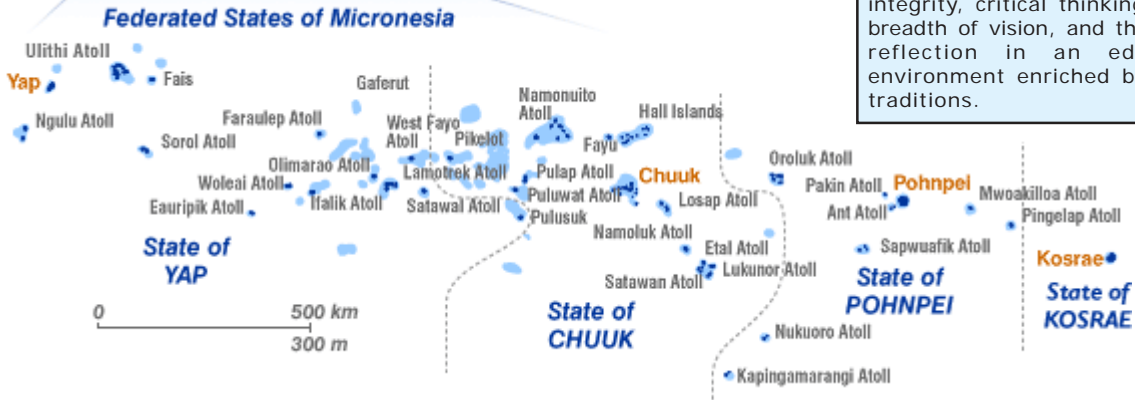 Federated States of Micronesia
integrity, critical thinking
breadth of vision, and th
reflection in an ed
environment enriched b
traditions.
Ulithi Atoll
Yap
Fais
Gaferut
Ngulu Atoll
Sorol Atoll
Faraulep Atoll
West Fayo
Atoll
Pikelot
Namonuito
Atoll
Hall Islands
Fayu
Olimarao Atoll
Lamotrek Atoll
Pulap Atoll
Chuuk
Woleai Atoll
Ifalik Atoll
Satawal Atoll
Puluwat Atoll
Losap Atoll
Eauripik Atoll
Pulusuk
Namoluk Atoll
Etal Atoll
Satawan Atoll
Lukunor Atoll
Oroluk Atoll
Pakin Atoll
Pohnpei
Ant Atoll
Mwoakilloa Atoll
Pingelap Atoll
Sapwuafik Atoll
Kosrae
State of
YAP
State of
CHUUK
State of
POHNPEI
State of
KOSRAE
0
500 km
300 m
Nukuoro Atoll
Kapingamarangi Atoll